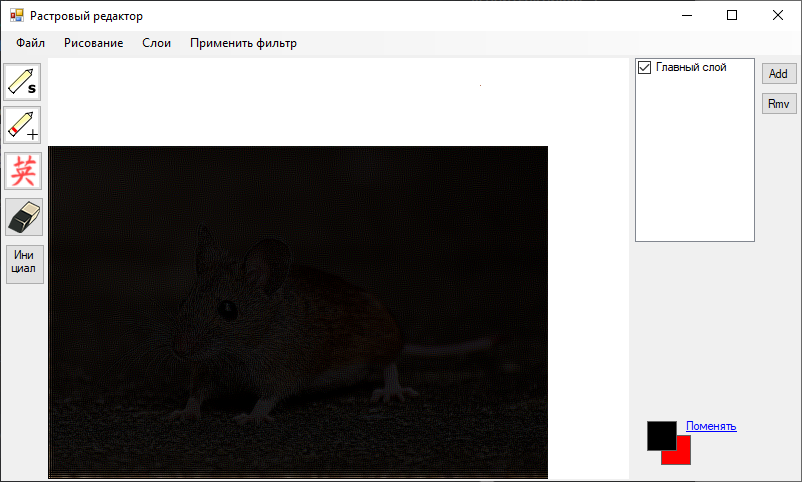 Растровый редактор
Файл Рисование Слои Применить фильтр
s
英
Ини
циал
Главный слой
Add
Rmv
Поменять